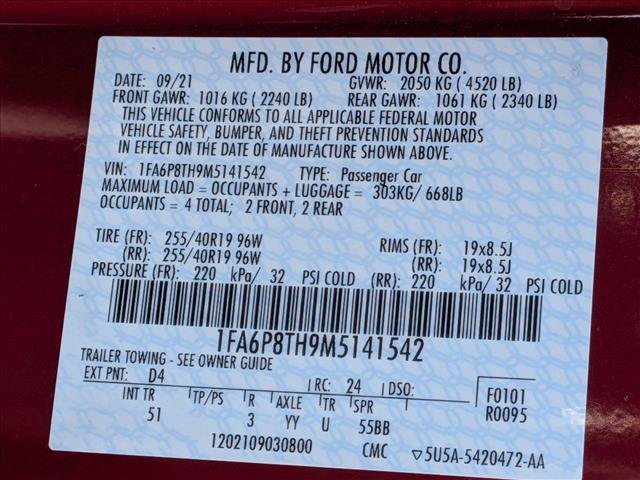 MFD. BY FORD MOTOR CO.
DATE: 09/21 GVWR: 2050 KG ( 4520 LB)
FRONT GAWR: 1016 KG ( 2240 LB) REAR GAWR: 1061 KG ( 2340 LB)
THIS VEHICLE CONFORMS TO ALL APPLICABLE FEDERAL MOTOR
VEHICLE SAFETY, BUMPER, AND THEFT PREVENTION STANDARDS
IN EFFECT ON THE DATE OF MANUFACTURE SHOWN ABOVE.
VIN: 1FA6P8TH9M5141542 TYPE: Passenger Car
MAXIMUM LOAD = OCCUPANTS + LUGGAGE = 303KG/ 668LB
OCCUPANTS = 4 TOTAL; 2 FRONT, 2 REAR
TIRE (FR): 255/40R19 96W RIMS (FR): 19x8.5J
(RR): 255/40R19 96W (RR): 19x8.5J
PRESSURE (FR): 220 kPa/ 32 PSI COLD (RR): 220 kPa/ 32 PSI COLD
1FA6P8TH9M5141542
TRAILER TOWING - SEE OWNER GUIDE
EXT PNT: D4 RC: 24 DSO: F0101
INT TR TP/PS R AXLE TR SPR R0095
51 3 YY U 55BB
1202109030800 CMC ▽5U5A-5420472-AA